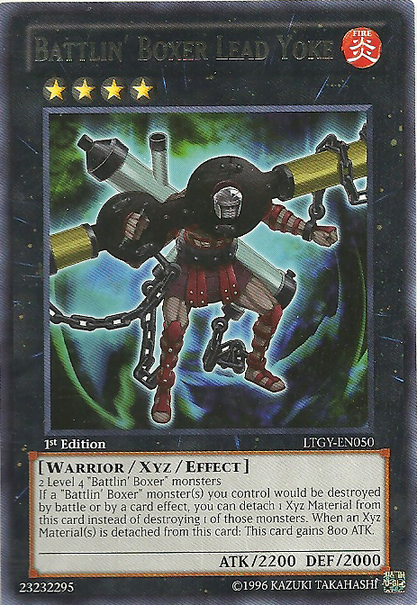 BATTLIN' BOXER LEAD YOKE
FIRE
炎
1st Edition
LTGY-EN050
[WARRIOR / XYZ / EFFECT]
2 Level 4 "Battlin' Boxer" monsters
If a "Battlin' Boxer" monster(s) you control would be destroyed
by battle or by a card effect, you can detach 1 Xyz Material from
this card instead of destroying 1 of those monsters. When an Xyz
Material(s) is detached from this card: This card gains 800 ATK.
ATK/2200 DEF/2000
23232295
©1996 KAZUKI TAKAHASHI